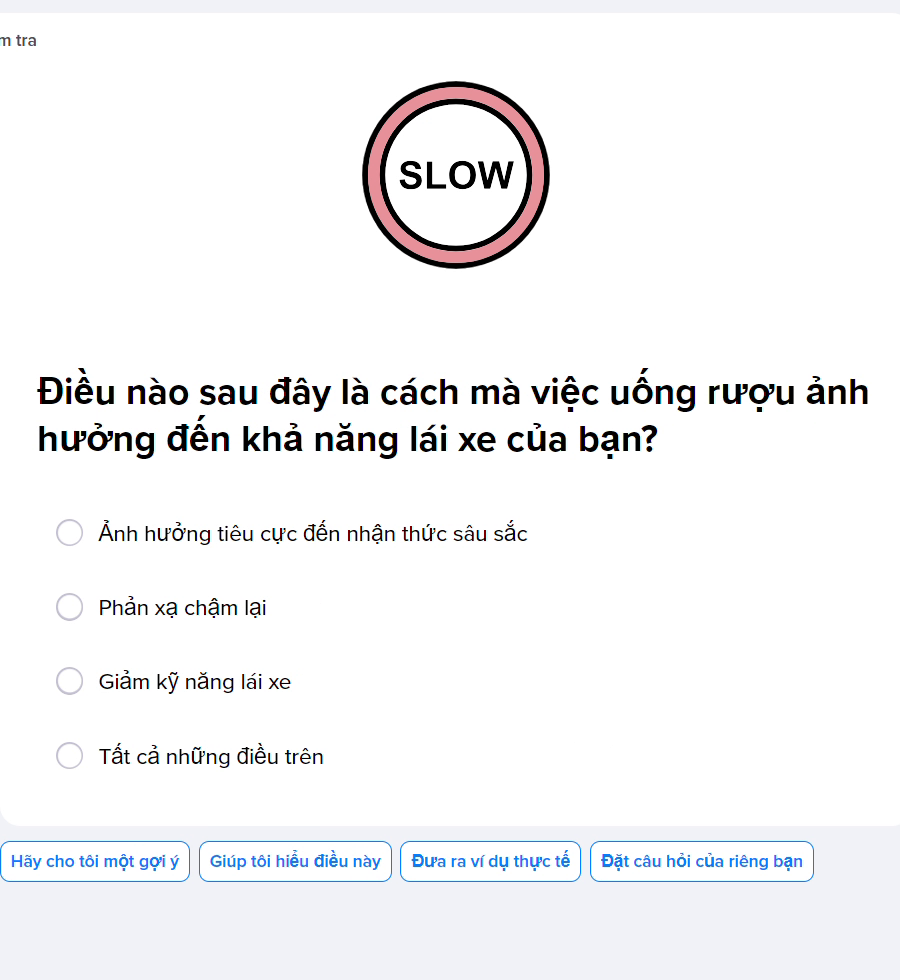 m tra
SLOW
Điều nào sau đây là cách mà việc uống rượu ảnh
hưởng đến khả năng lái xe của bạn?
Ảnh hưởng tiêu cực đến nhận thức sâu sắc
Phản xạ chậm lại
Giảm kỹ năng lái xe
Tất cả những điều trên
Hãy cho tôi một gợi ý
Giúp tôi hiểu điều này
Đưa ra ví dụ thực tế
Đặt câu hỏi của riêng bạn